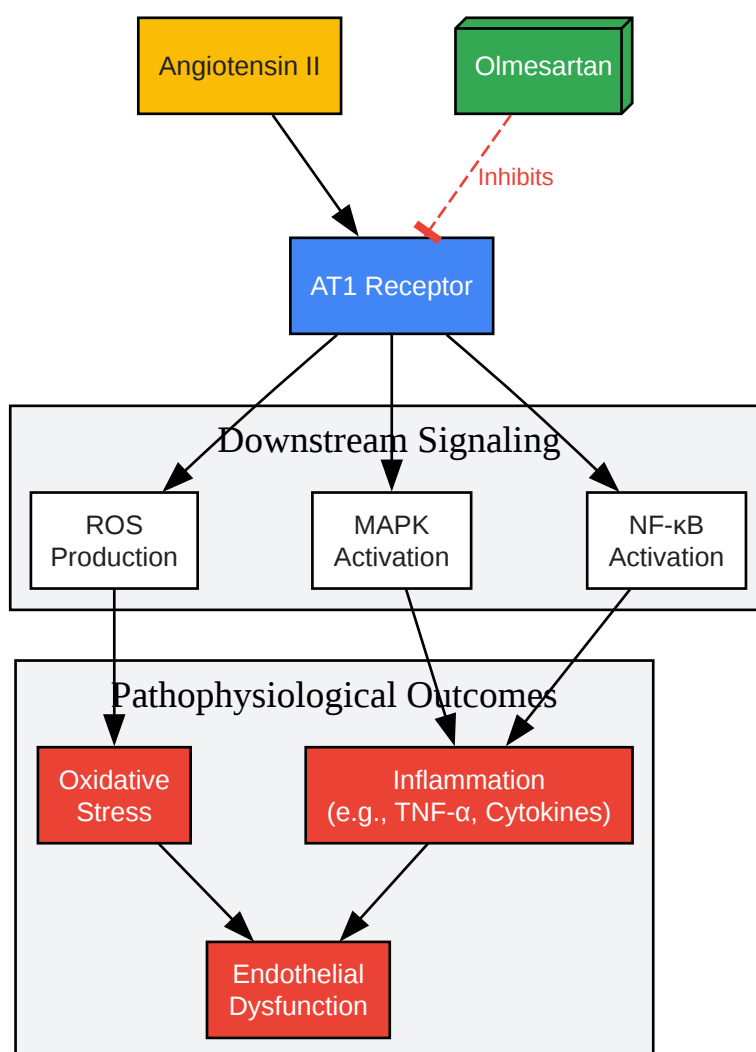 Angiotensin II
Olmesartan
Inhibits
AT1 Receptor
Downstream Signaling
ROS
Production
MAPK
Activation
NF-κB
Activation
Pathophysiological Outcomes
Oxidative
Stress
Inflammation
(e.g., TNF-α, Cytokines)
Endothelial
Dysfunction